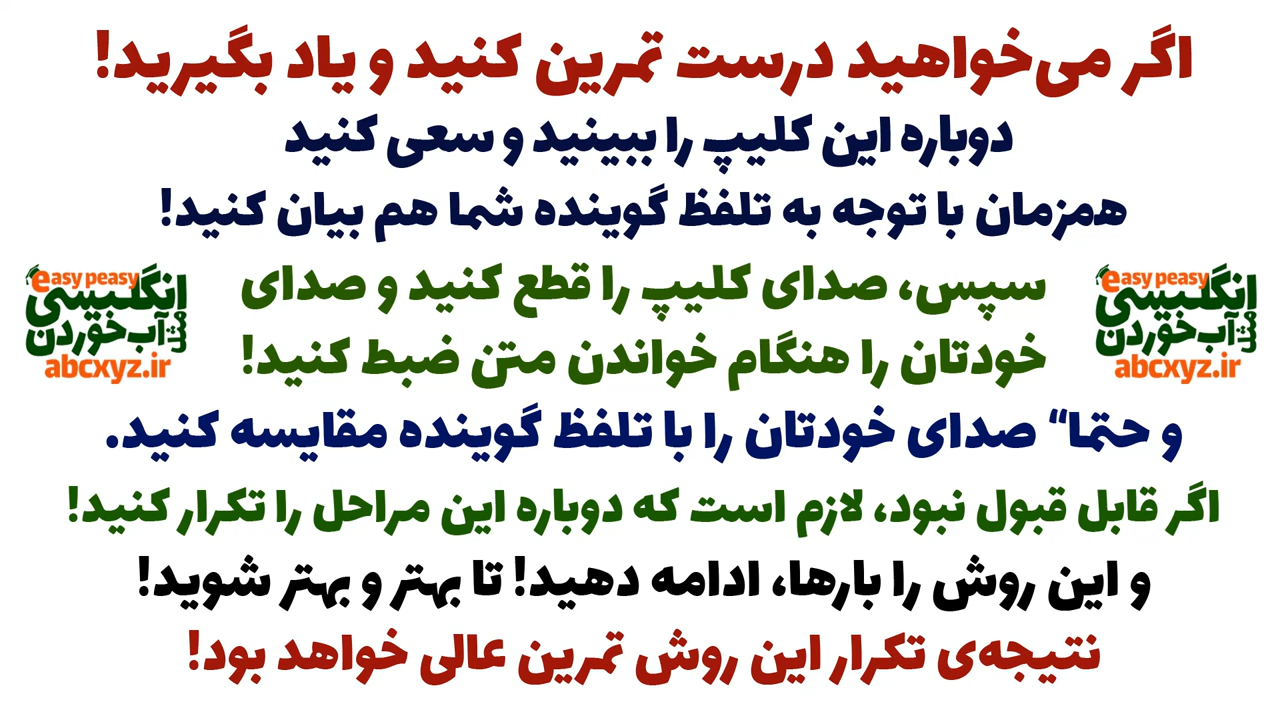 اگر می‌خواهید درست تمرین کنید و یاد بگیرید!
دوباره این کلیپ را ببینید و سعی کنید
همزمان با توجه به تلفظ گوینده شما هم بیان کنید!
سپس، صدای کلیپ را قطع کنید و صدای
خودتان را هنگام خواندن متن ضبط کنید!
و حتما“ صدای خودتان را با تلفظ گوینده مقایسه کنید.
اگر قابل قبول نبود، لازم است که دوباره این مراحل را تکرار کنید!
و این روش را بارها، ادامه دهید! تا بهتر و بهتر شوید!
نتیجه‌ی تکرار این روش تمرین عالی خواهد بود!
easy peasy
انگلیسی
مثل آب خوردن
abcxyz.ir
easy peasy
انگلیسی
مثل آب خوردن
abcxyz.ir